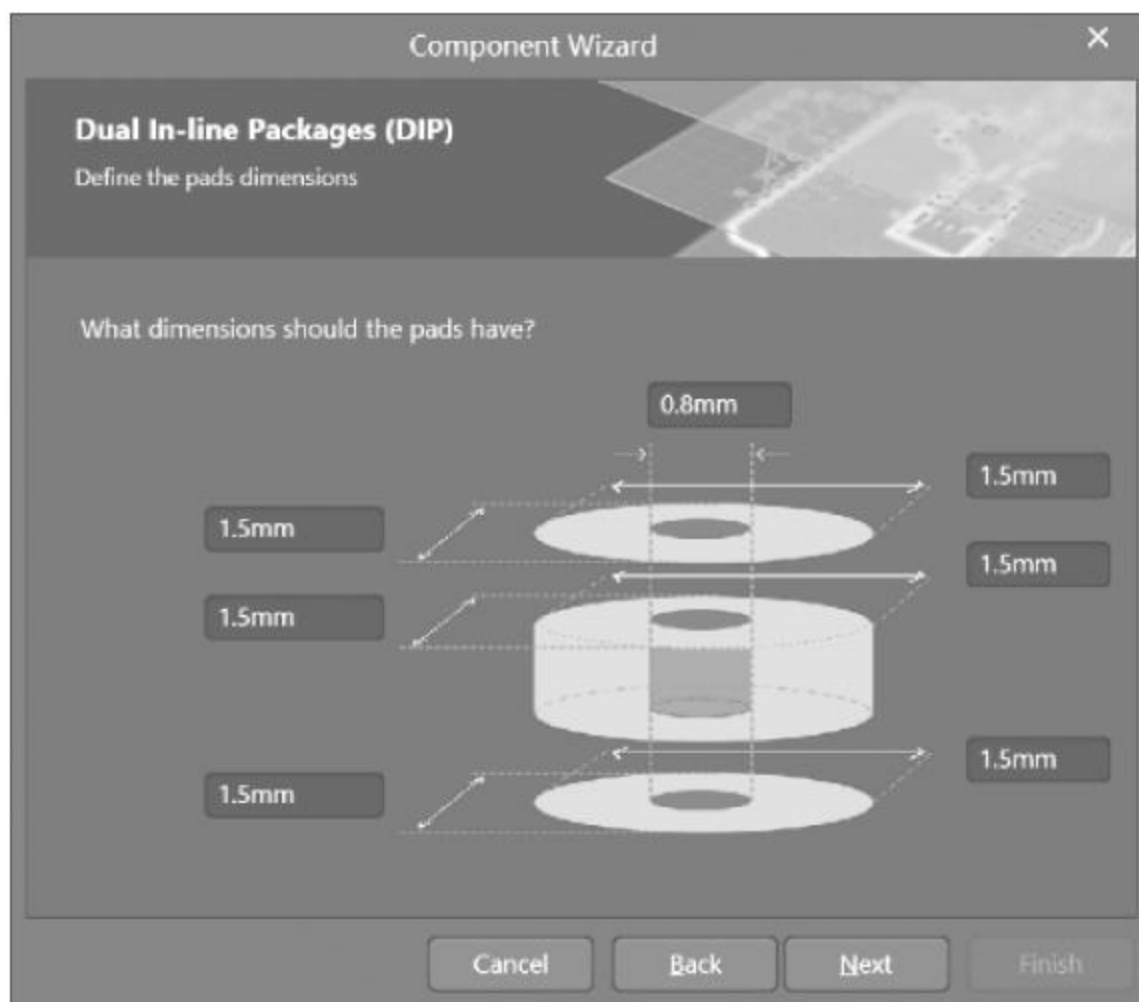 Component Wizard
Dual In-line Packages (DIP)
Define the pads dimensions
What dimensions should the pads have?
0.8mm
1.5mm
1.5mm
1.5mm
1.5mm
1.5mm
1.5mm
Cancel
Back
Next
Finish